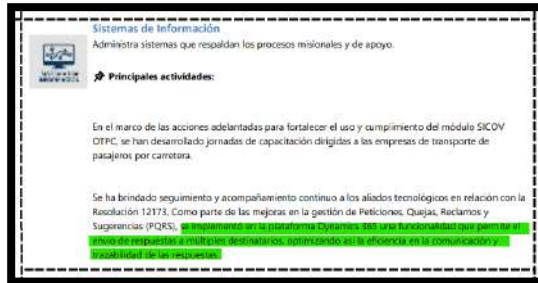 Sistemas de Información
Administra sistemas que respaldan los procesos misionales y de apoyo.
Principales actividades:
En el marco de las acciones adelantadas para fortalecer el uso y cumplimiento del módulo SICOV
OTPC, se han desarrollado jornadas de capacitación dirigidas a las empresas de transporte de
pasajeros por carretera.
Se ha brindado seguimiento y acompañamiento continuo a los aliados tecnológicos en relación con la
Resolución 12173, Como parte de las mejoras en la gestión de Peticiones, Quejas, Reclamos y
Sugerencias (PQRS), se implementó en la plataforma Dynamics 365 una funcionalidad que permite el
envío de respuestas a múltiples destinatarios, optimizando así la eficiencia en la comunicación y
trazabilidad de las respuestas.